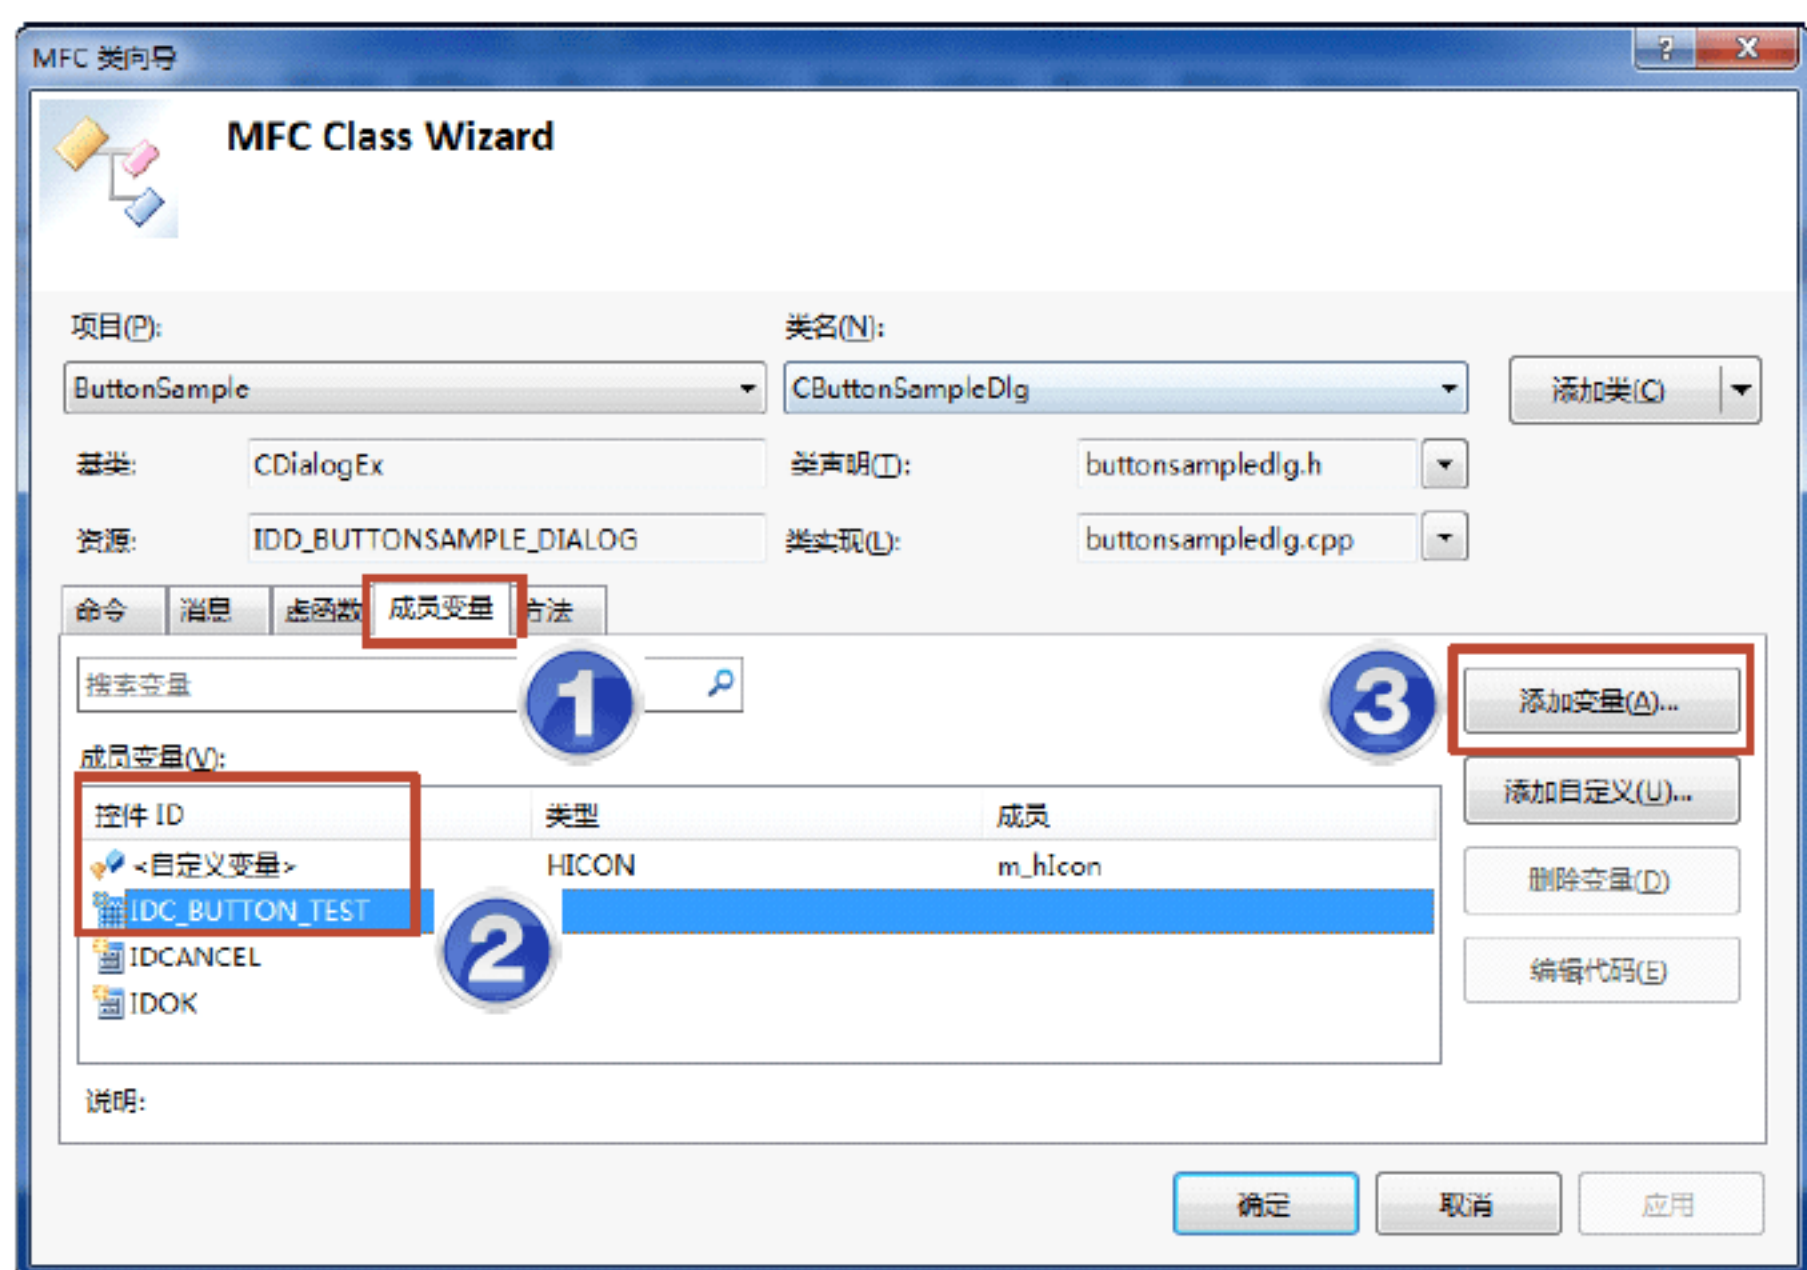 MFC 类向导
MFC Class Wizard
项目(P):
类名(N):
ButtonSample
CButtonSampleDlg
添加类(C)
基类:
CDialogEx
类声明(T):
buttonsampledlg.h
资源:
IDD_BUTTONSAMPLE_DIALOG
类实现(L):
buttonsampledlg.cpp
命令
消息
虚函数
成员变量
方法
搜索变量
1
3
添加变量(A)...
成员变量(V):
添加自定义(U)...
控件 ID
类型
成员
<自定义变量>
HICON
m_hIcon
删除变量(D)
IDC_BUTTON_TEST
2
IDCANCEL
编辑代码(E)
IDOK
说明:
确定
取消
应用